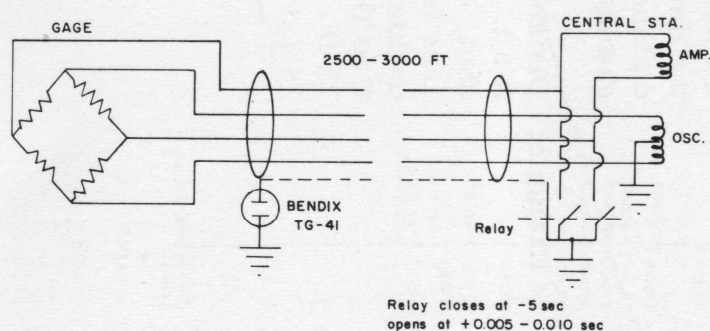 GAGE
CENTRAL STA.
2500 – 3000 FT
AMP.
OSC.
BENDIX
TG-41
Relay
Relay closes at -5 sec
opens at +0.005 - 0.010 sec